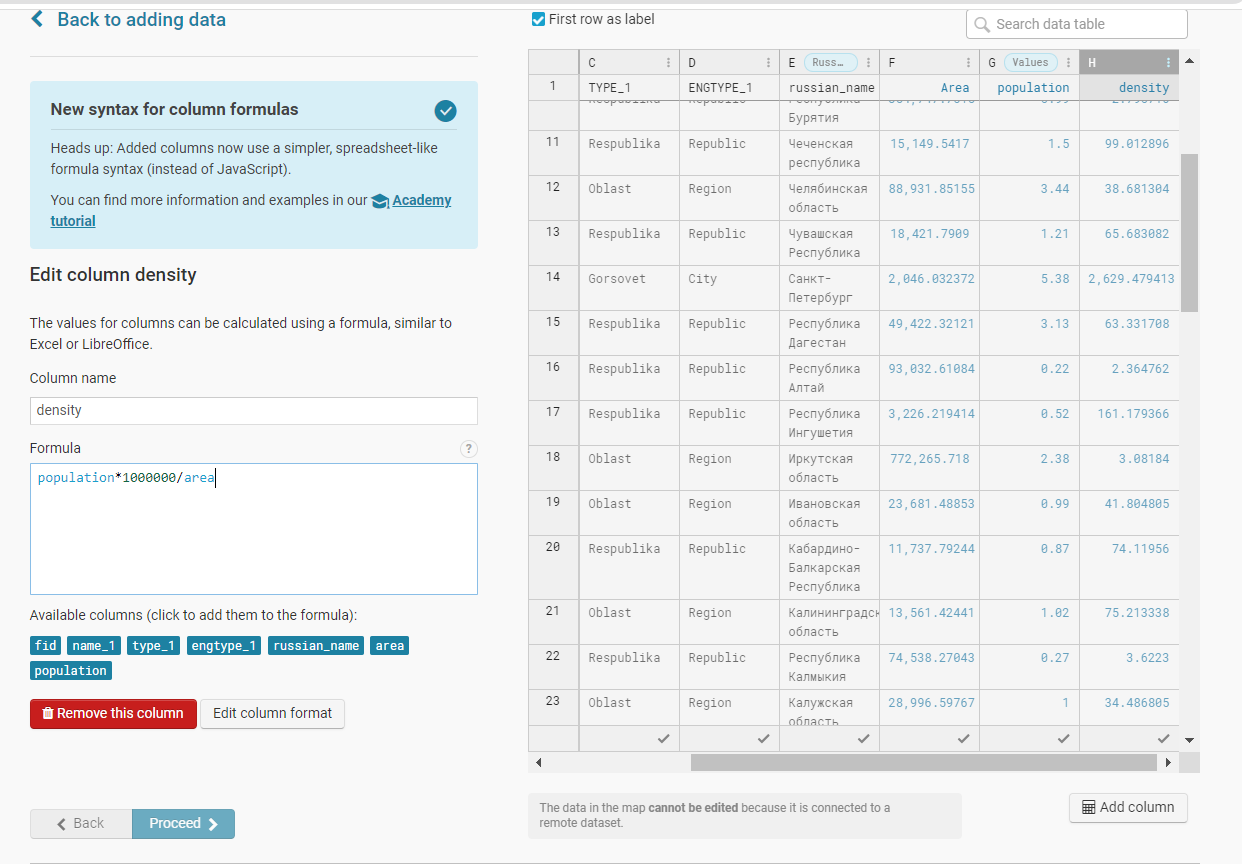 Back to adding data
New syntax for column formulas
Heads up: Added columns now use a simpler, spreadsheet-like
formula syntax (instead of JavaScript).
You can find more information and examples in our Academy
tutorial
Edit column density
The values for columns can be calculated using a formula, similar to
Excel or LibreOffice.
Column name
density
Formula ?
population*1000000/area
Available columns (click to add them to the formula):
fid name_1 type_1 engtype_1 russian_name area
population
Remove this column Edit column format
Back Proceed
First row as label Search data table
C D E Russ… F G Values H
1 TYPE_1 ENGTYPE_1 russian_name Area population density
Бурятия
11 Respublika Republic Чеченская 15,149.5417 1.5 99.012896
республика
12 Oblast Region Челябинская 88,931.85155 3.44 38.681304
область
13 Respublika Republic Чувашская 18,421.7909 1.21 65.683082
Республика
14 Gorsovet City Санкт- 2,046.032372 5.38 2,629.479413
Петербург
15 Respublika Republic Республика 49,422.32121 3.13 63.331708
Дагестан
16 Respublika Republic Республика 93,032.61084 0.22 2.364762
Алтай
17 Respublika Republic Республика 3,226.219414 0.52 161.179366
Ингушетия
18 Oblast Region Иркутская 772,265.718 2.38 3.08184
область
19 Oblast Region Ивановская 23,681.48853 0.99 41.804805
область
20 Respublika Republic Кабардино- 11,737.79244 0.87 74.11956
Балкарская
Республика
21 Oblast Region Калинингрaдск 13,561.42441 1.02 75.213338
область
22 Respublika Republic Республика 74,538.27043 0.27 3.6223
Калмыкия
23 Oblast Region Калужская 28,996.59767 1 34.486805
область
The data in the map cannot be edited because it is connected to a
remote dataset.
Add column